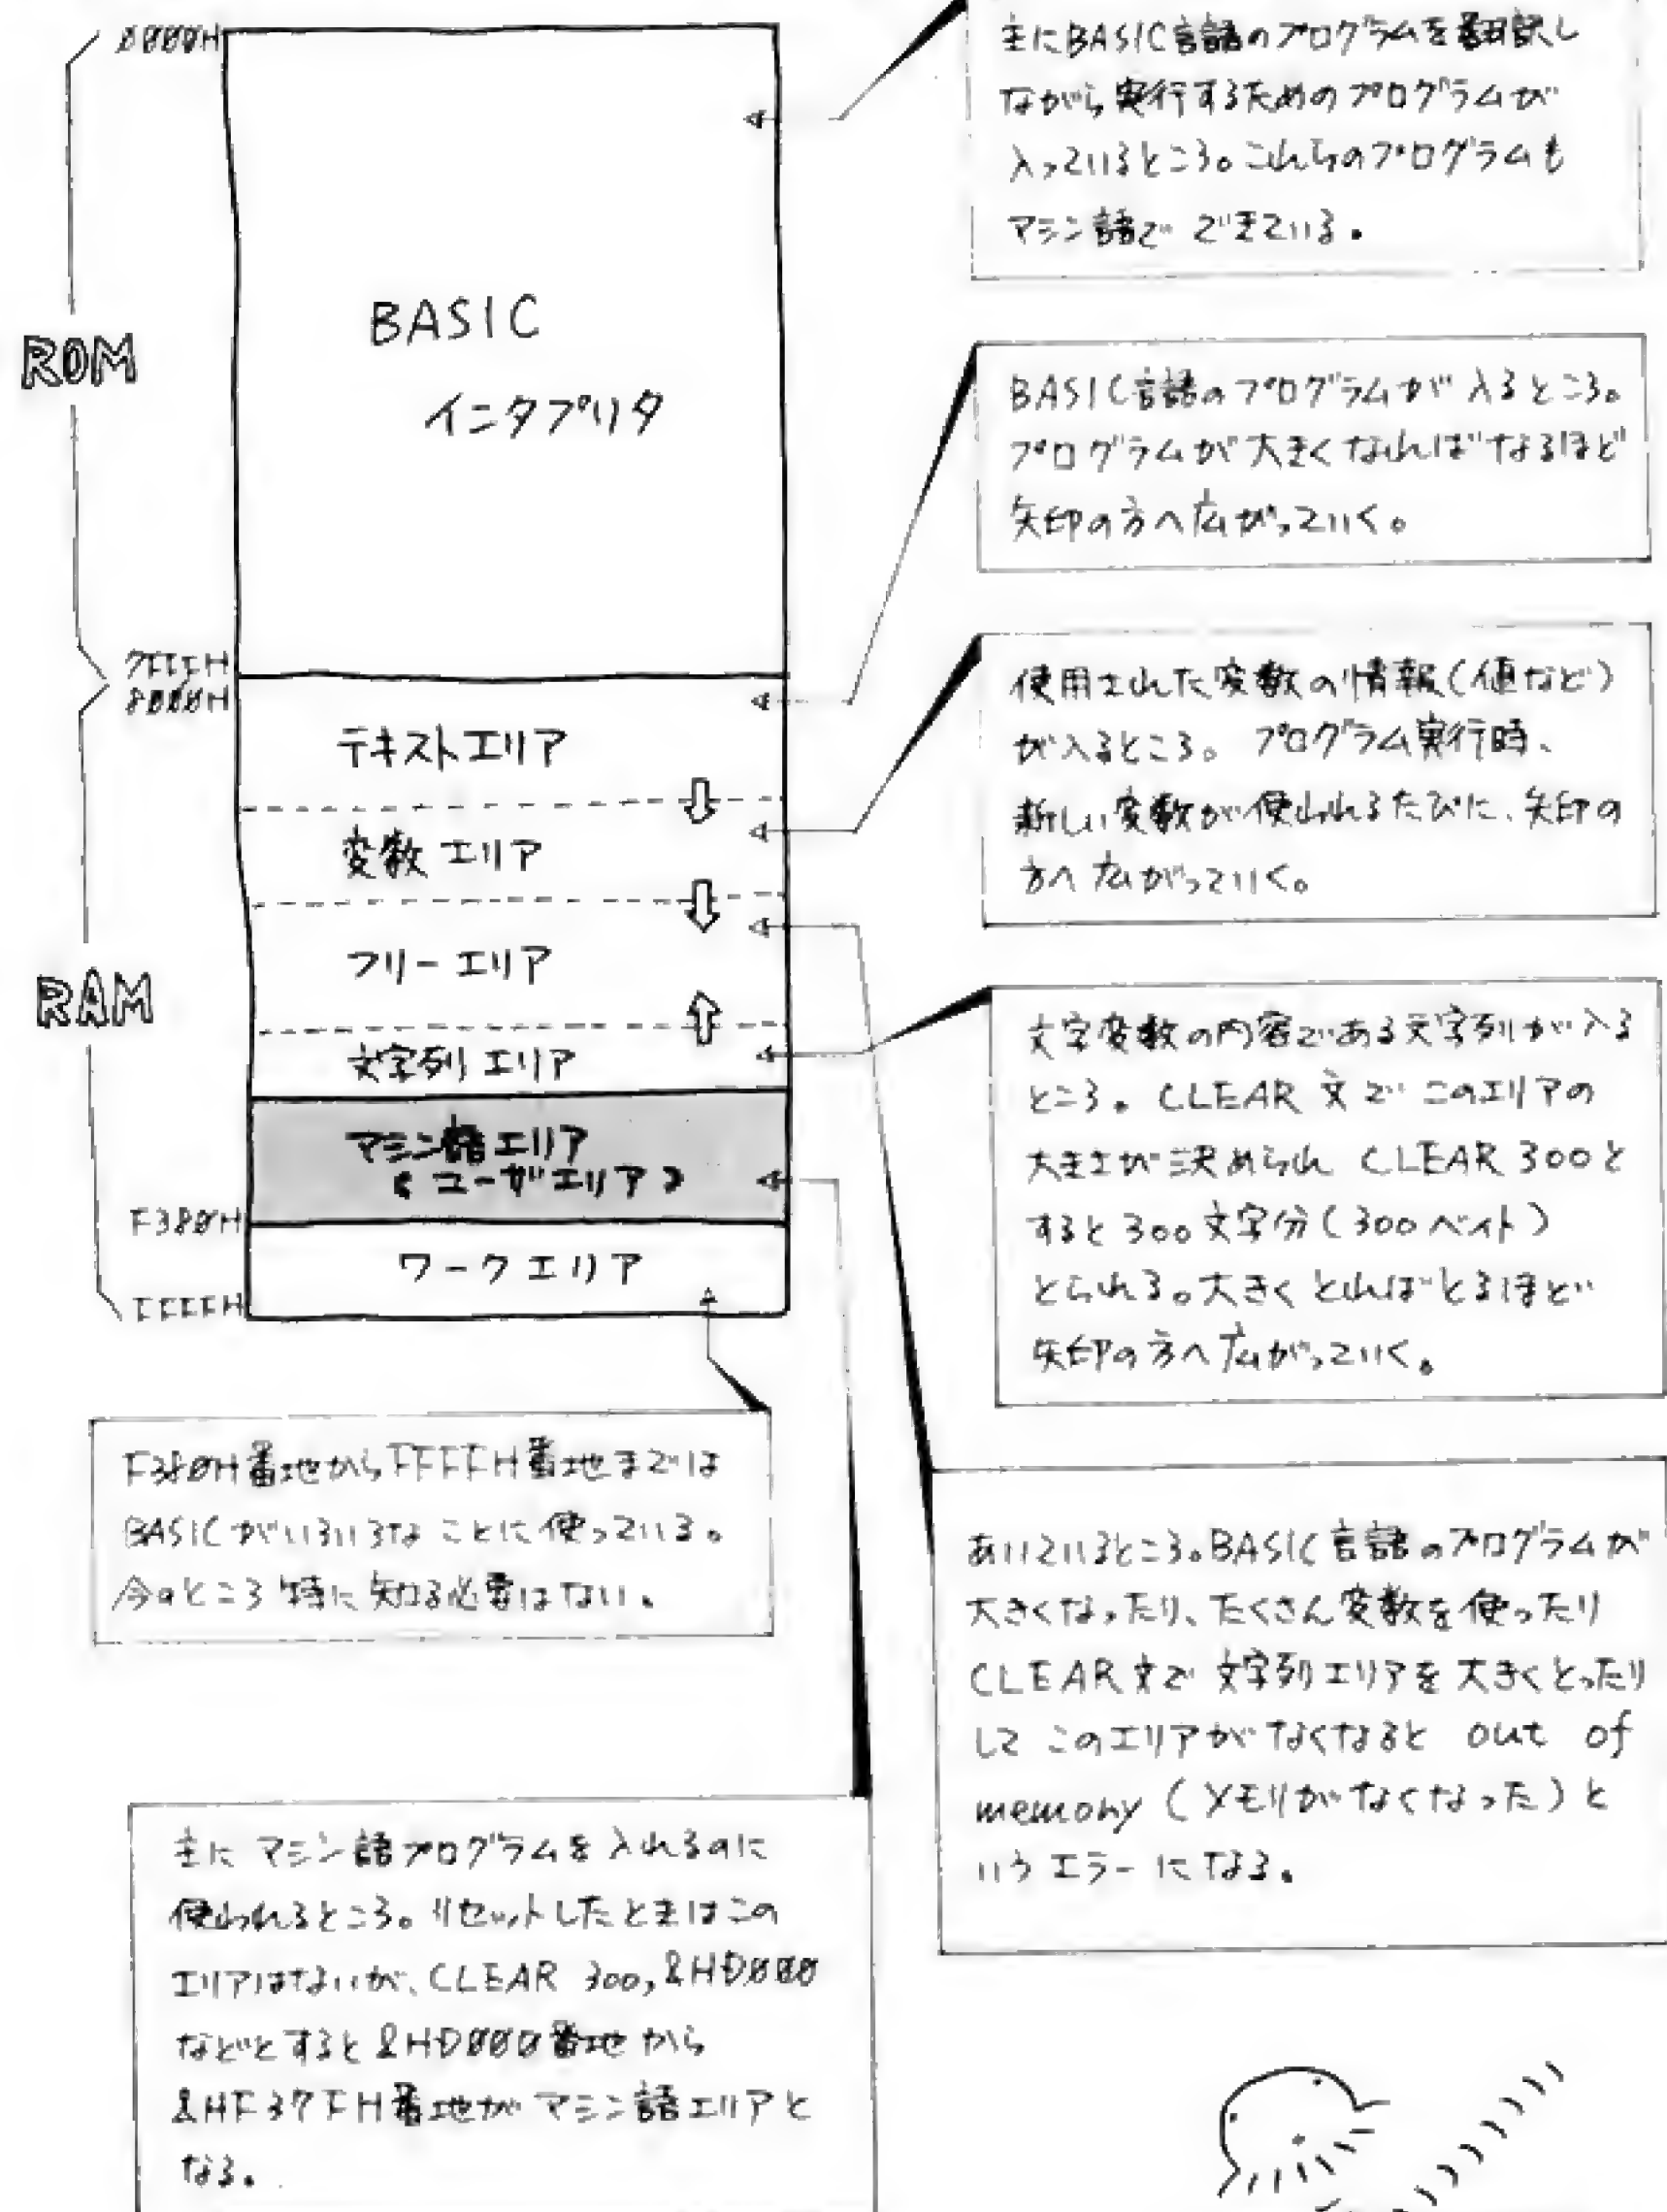 0000H
ROM
BASIC
インタプリタ
7FFFH
8000H
テキストエリア
変数エリア
フリーエリア
RAM
文字列エリア
マシン語エリア
(ユーザエリア)
F380H
ワークエリア
FFFFH
主にBASIC言語のプログラムを翻訳し
ながら実行するためのプログラムが
入っているところ。これらのプログラムも
マシン語で できている。
BASIC言語のプログラムが入るところ。
プログラムが大きくなればなるほど
矢印の方へ広がっていく。
使用された変数の情報(値など)
が入るところ。プログラム実行時、
新しい変数が使われるたびに、矢印の
方へ広がっていく。
文字変数の内容である文字列が入る
ところ。CLEAR文でこのエリアの
大きさが決められ CLEAR 300と
すると300文字分(300バイト)
とられる。大きくとればとるほど
矢印の方へ広がっていく。
F380H番地からFFFFH番地までは
BASICがいろいろなことに使っている。
今のところ特に知る必要はない。
あいているところ。BASIC言語のプログラムが
大きくなったり、たくさん変数を使ったり
CLEAR文で文字列エリアを大きくとったり
して このエリアがなくなると out of
memory (メモリがなくなった)と
いうエラーになる。
主にマシン語プログラムを入れるのに
使われるところ。リセットしたときはこの
エリアはないが、CLEAR 300,&HD000
などとすると&HD000番地から
&HF37FH番地がマシン語エリアと
なる。